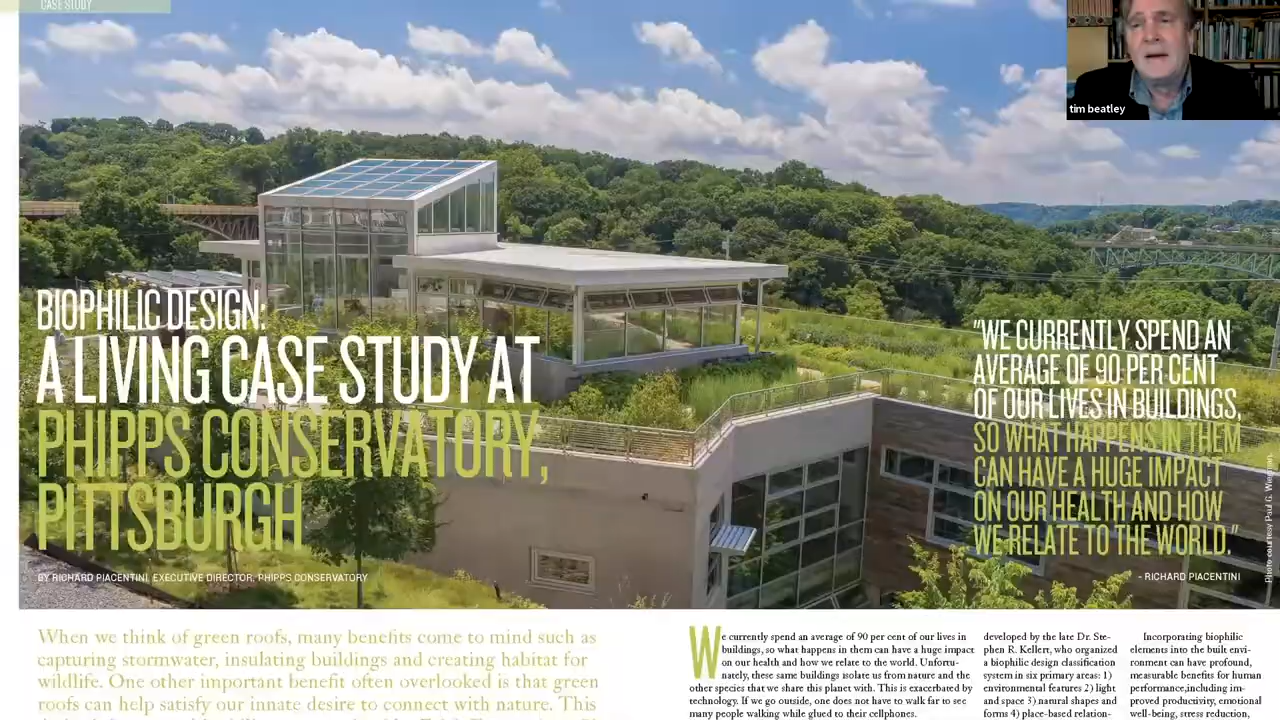 CASE STUDY
tim beatley
BIOPHILIC DESIGN:
A LIVING CASE STUDY AT
PHIPPS CONSERVATORY,
PITTSBURGH
BY RICHARD PIACENTINI, EXECUTIVE DIRECTOR, PHIPPS CONSERVATORY
"WE CURRENTLY SPEND AN
AVERAGE OF 90 PER CENT
OF OUR LIVES IN BUILDINGS,
SO WHAT HAPPENS IN THEM
CAN HAVE A HUGE IMPACT
ON OUR HEALTH AND HOW
WE RELATE TO THE WORLD."
- RICHARD PIACENTINI
Photo courtesy Paul G. Wiegman
When we think of green roofs, many benefits come to mind such as
capturing stormwater, insulating buildings and creating habitat for
wildlife. One other important benefit often overlooked is that green
roofs can help satisfy our innate desire to connect with nature. This
We currently spend an average of 90 per cent of our lives in
buildings, so what happens in them can have a huge impact
on our health and how we relate to the world. Unfortu-
nately, these same buildings isolate us from nature and the
other species that we share this planet with. This is exacerbated by
technology. If we go outside, one does not have to walk far to see
many people walking while glued to their cellphones.
developed by the late Dr. Ste-
phen R. Kellert, who organized
a biophilic design classification
system in six primary areas: 1)
environmental features 2) light
and space 3) natural shapes and
forms 4) place-based relation-
Incorporating biophilic
elements into the built envi-
ronment can have profound,
measurable benefits for human
performance,including im-
proved productivity, emotional
well-being, stress reduction,